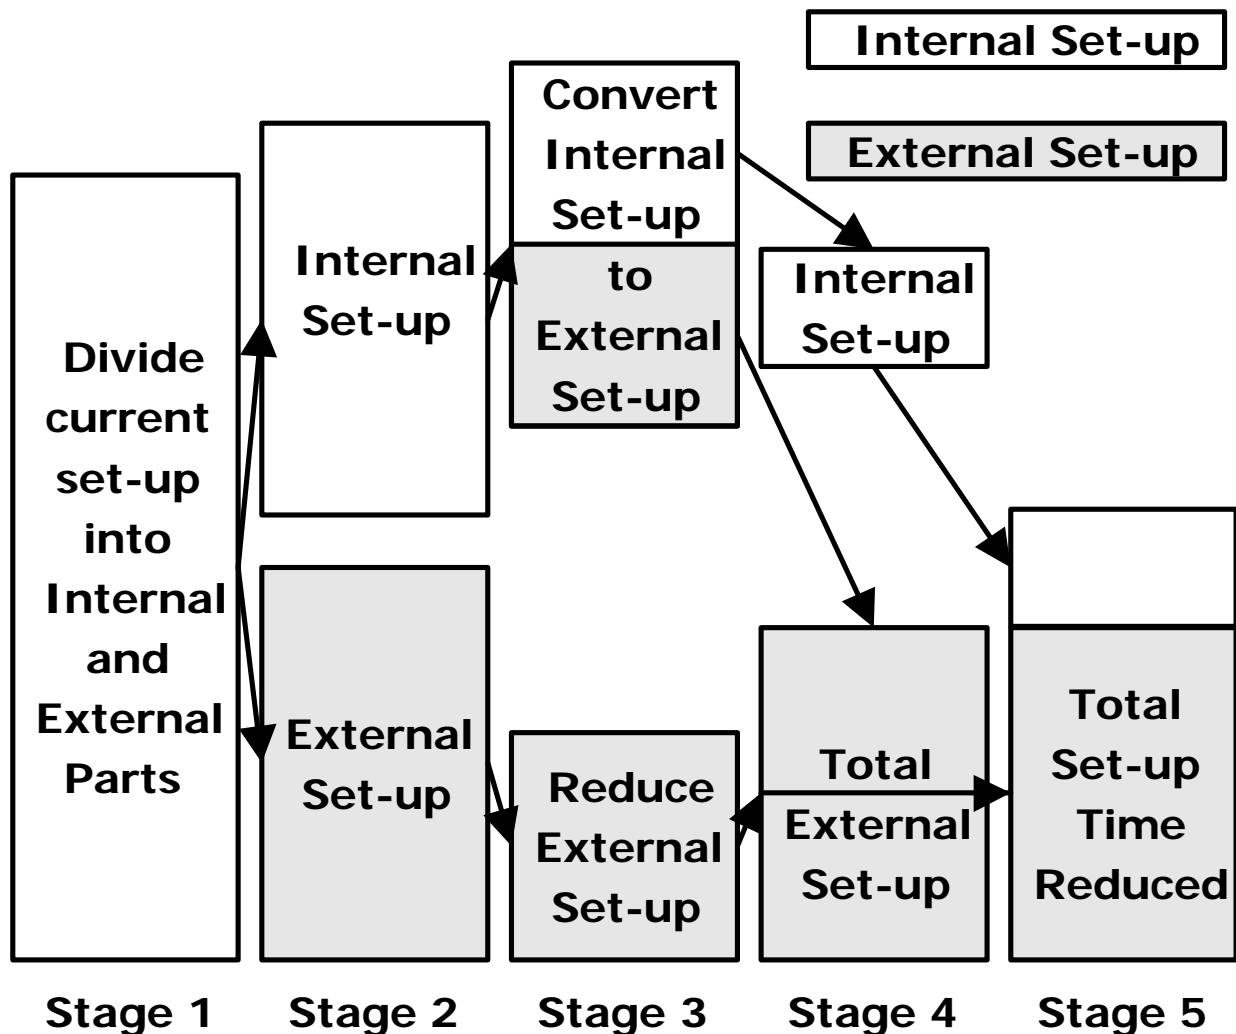 Internal Set-up
External Set-up
Divide
current
set-up
into
Internal
and
External
Parts
Internal
Set-up
External
Set-up
Convert
Internal
Set-up
to
External
Set-up
Reduce
External
Set-up
Internal
Set-up
Total
External
Set-up
Total
Set-up
Time
Reduced
Stage 1
Stage 2
Stage 3
Stage 4
Stage 5